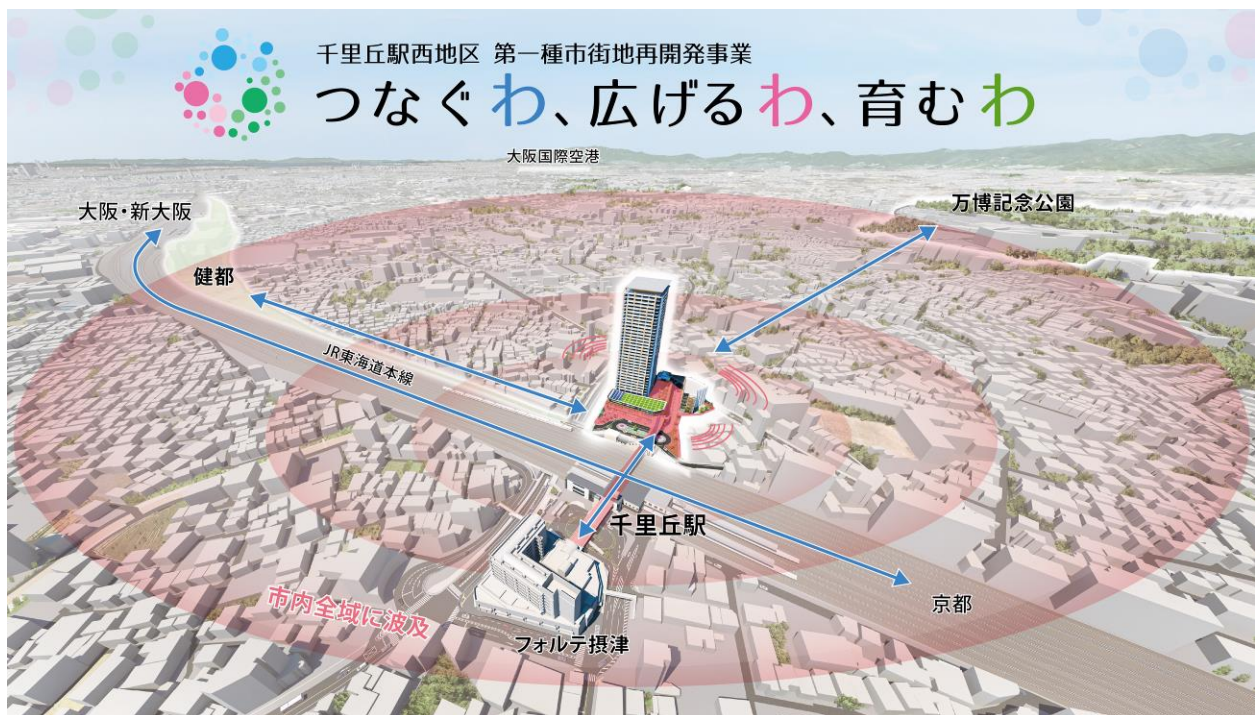 千里丘駅西地区 第一種市街地再開発事業
つなぐわ、広げるわ、育むわ
大阪国際空港
大阪・新大阪
万博記念公園
健都
JR東海道本線
千里丘駅
京都
市内全域に波及
フォルテ摂津